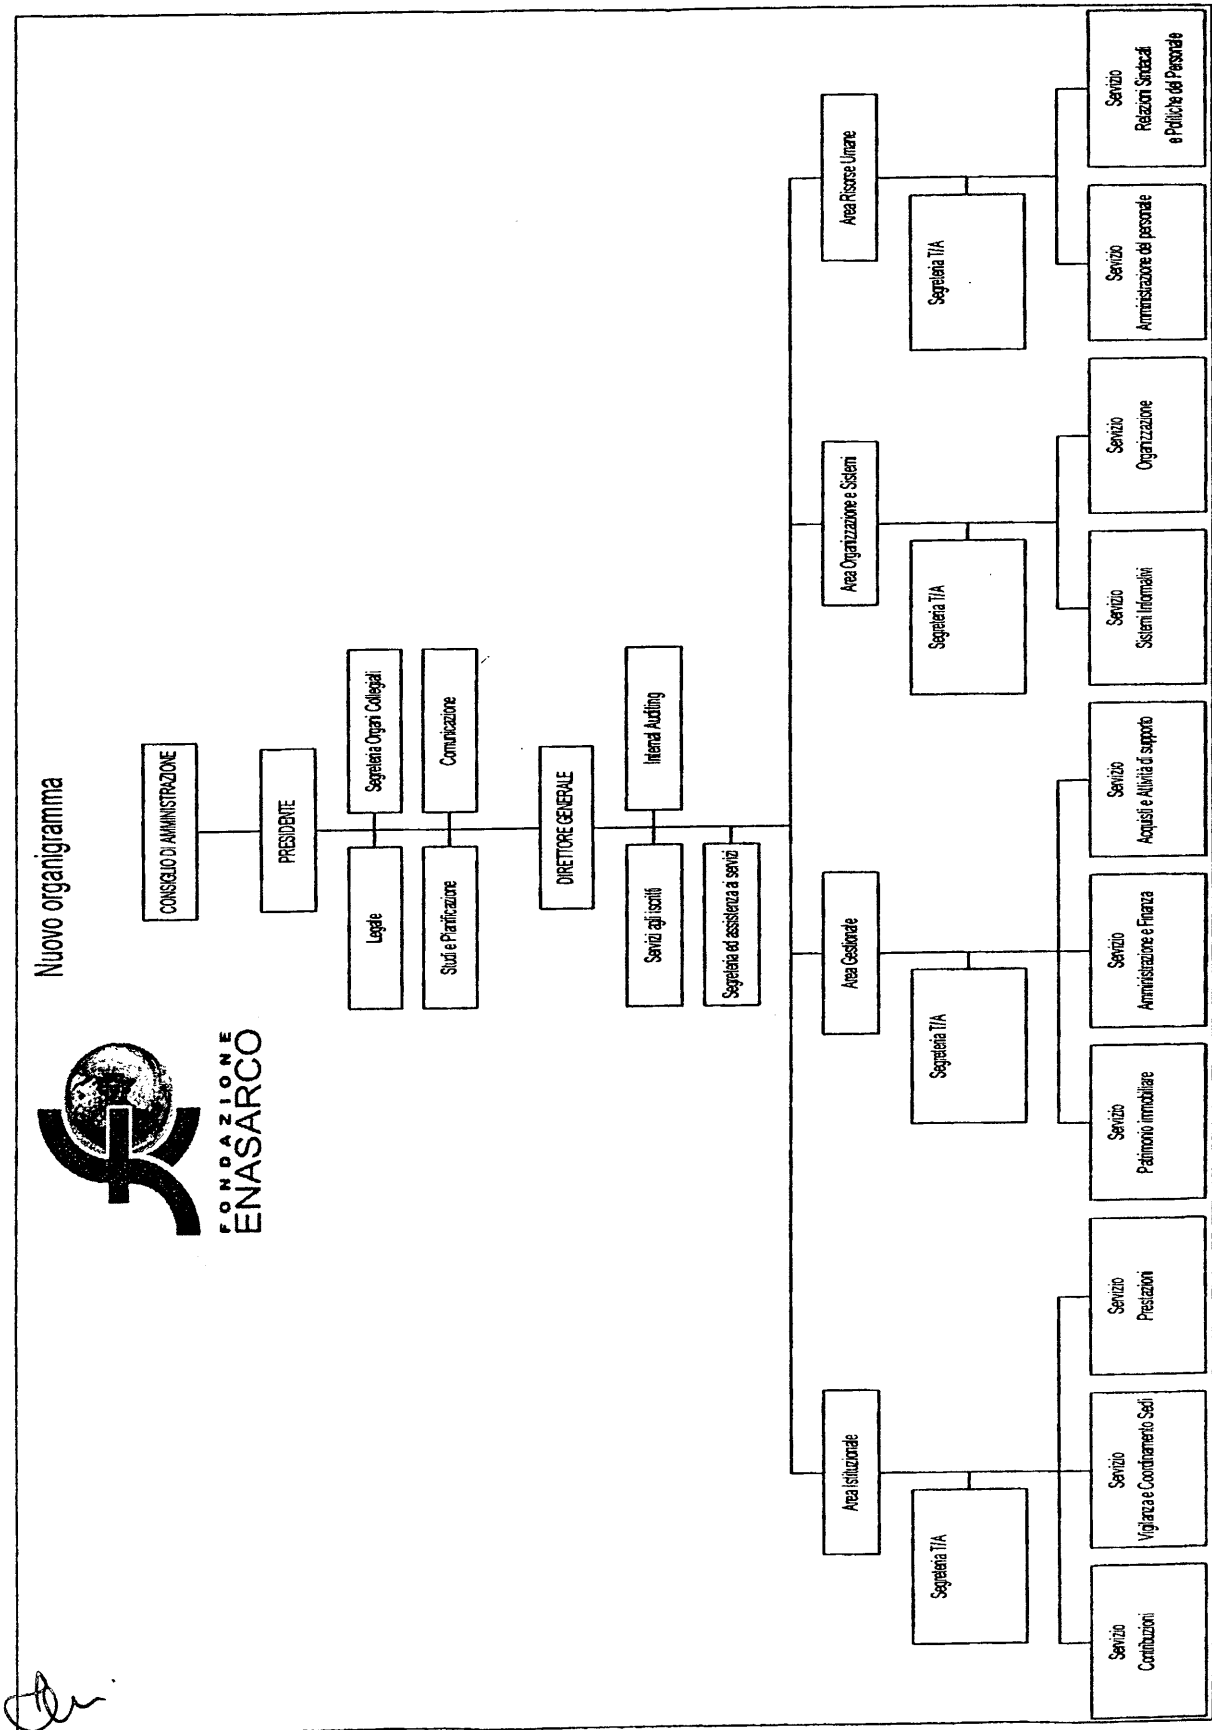 FONDAZIONE
ENASARCO
Nuovo organigramma
CONSIGLIO DI AMMINISTRAZIONE
PRESIDENTE
Legale
Segreteria Organi Collegiati
Studi e Pianificazione
Comunicazione
DIRETTORE GENERALE
Servizi agli iscritti
Internal Auditing
Segreteria ed assistenza ai servizi
Area Istituzionale
Area Gestionale
Area Organizzazione e Sistemi
Area Risorse Umane
Segreteria T/A
Segreteria T/A
Segreteria T/A
Segreteria T/A
Servizio
Contribuzioni
Servizio
Vigilanza e Coordinamento Sedi
Servizio
Prestazioni
Servizio
Patrimonio immobiliare
Servizio
Amministrazione e Finanza
Servizio
Acquisti e Attività di supporto
Servizio
Sistemi Informativi
Servizio
Organizzazione
Servizio
Amministrazione del personale
Servizio
Relazioni Sindacali
e Politiche del Personale